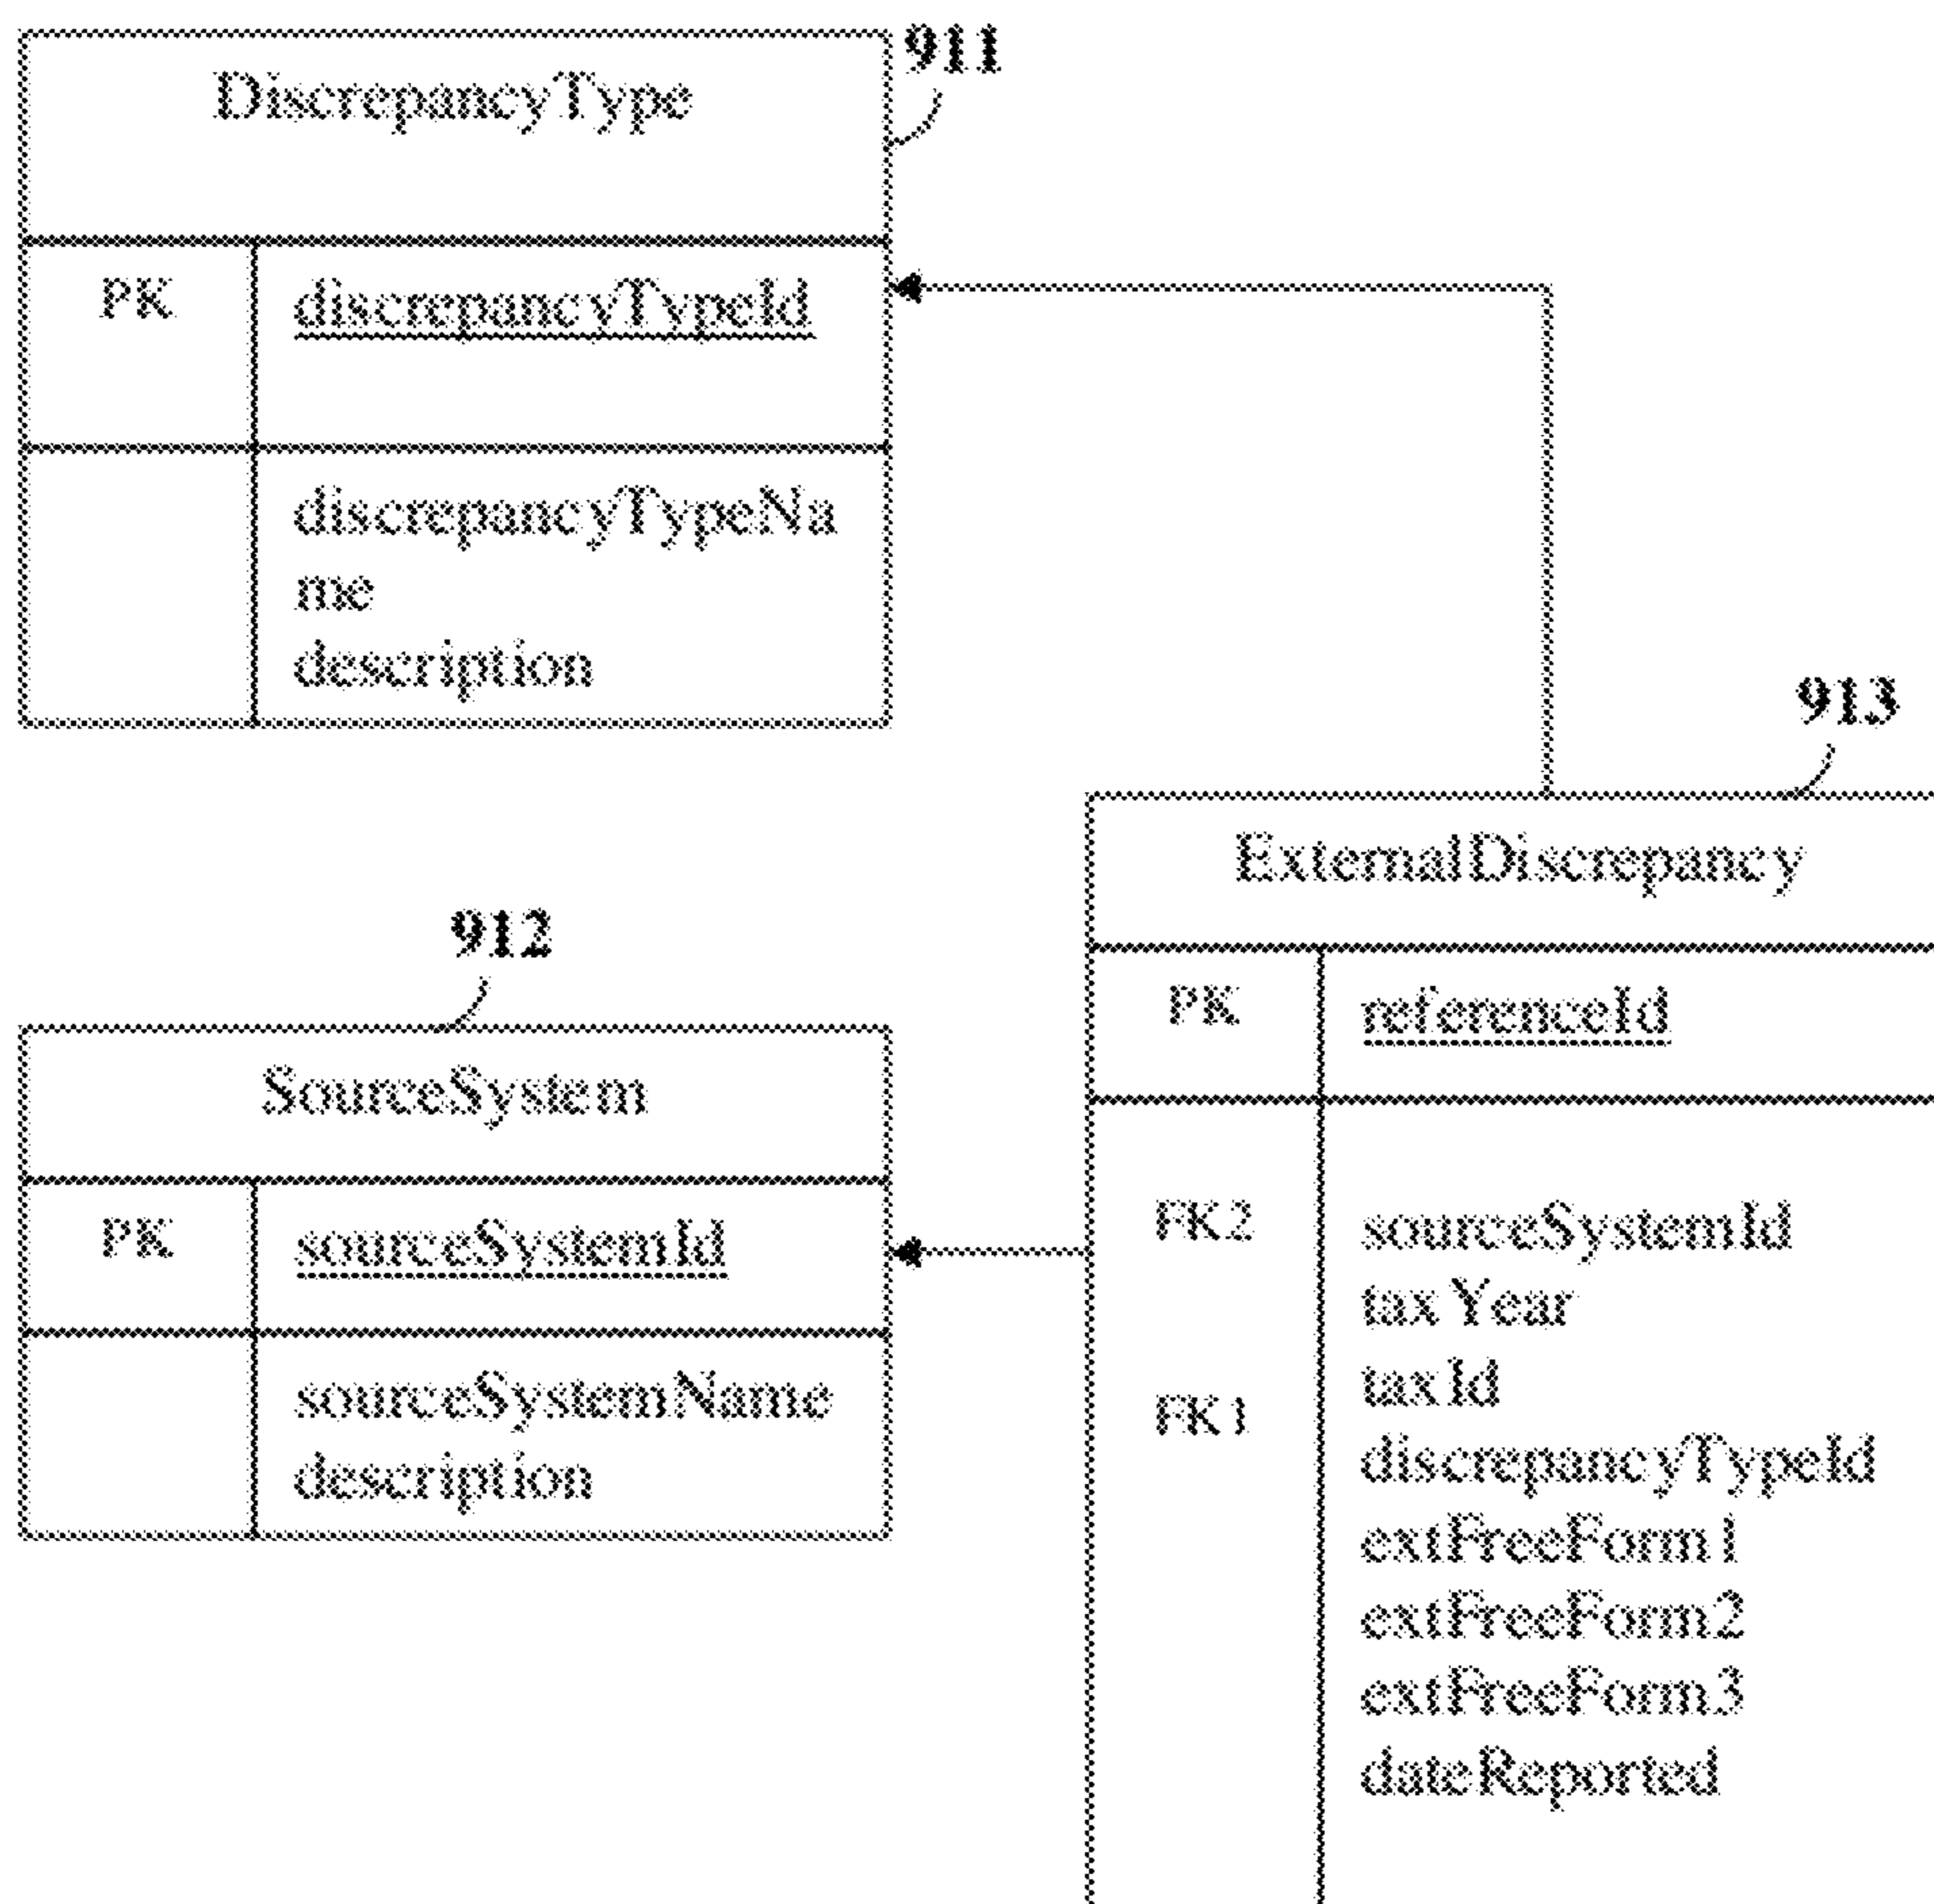 911
DiscrepancyType
PK discrepancyTypeId
discrepancyTypeNa
me
description
912
SourceSystem
PK sourceSystemId
sourceSystemName
description
913
ExternalDiscrepancy
PK referenceId
FK2 sourceSystemId
taxYear
FK1 taxId
discrepancyTypeId
extFreeForm1
extFreeForm2
extFreeForm3
dateReported